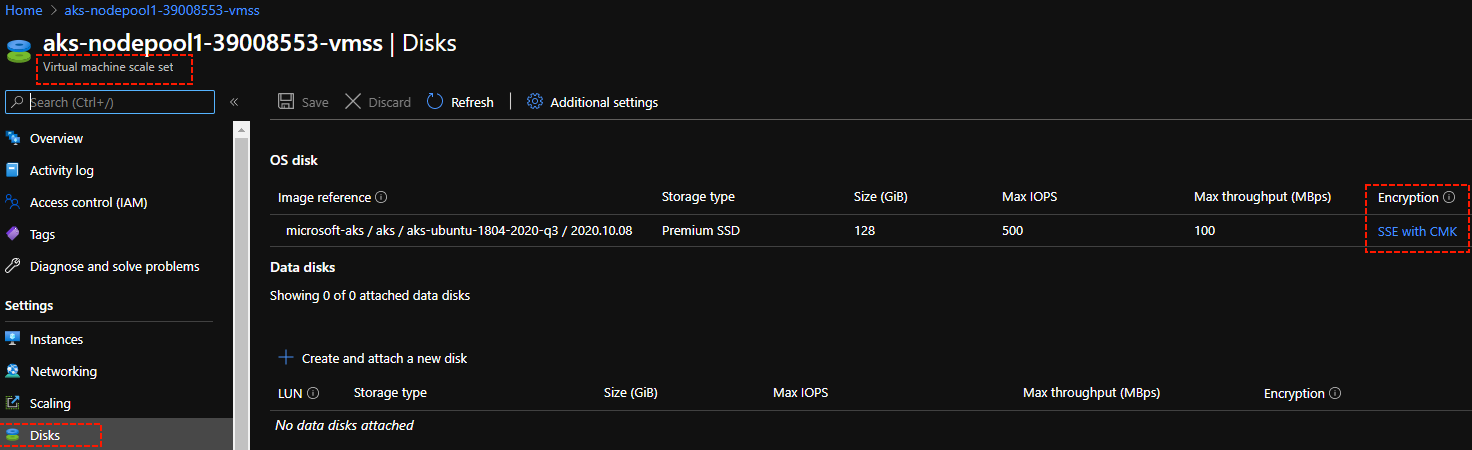 Home > aks-nodepool1-39008553-vmss
aks-nodepool1-39008553-vmss | Disks
Virtual machine scale set
Search (Ctrl+/)
«
Overview
Activity log
Access control (IAM)
Tags
Diagnose and solve problems
Settings
Instances
Networking
Scaling
Disks
Save Discard Refresh | Additional settings
OS disk
Image reference Storage type Size (GiB) Max IOPS Max throughput (MBps) Encryption
microsoft-aks / aks / aks-ubuntu-1804-2020-q3 / 2020.10.08 Premium SSD 128 500 100 SSE with CMK
Data disks
Showing 0 of 0 attached data disks
+ Create and attach a new disk
LUN Storage type Size (GiB) Max IOPS Max throughput (MBps) Encryption
No data disks attached